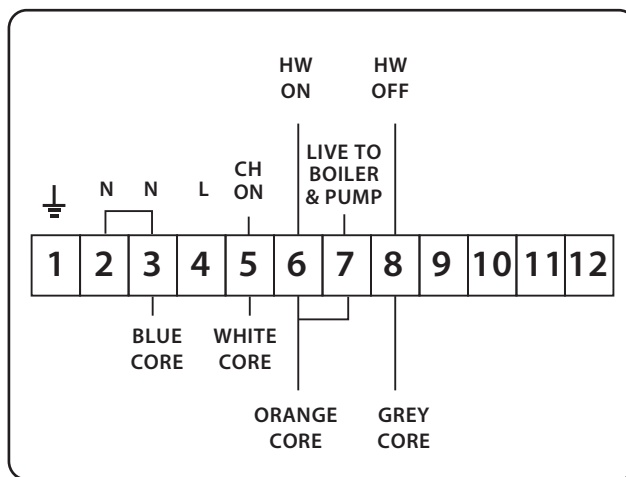 HW
ON
HW
OFF
LIVE TO
BOILER
& PUMP
CH
ON
N N L
1 2 3 4 5 6 7 8 9 10 11 12
BLUE
CORE
WHITE
CORE
ORANGE
CORE
GREY
CORE